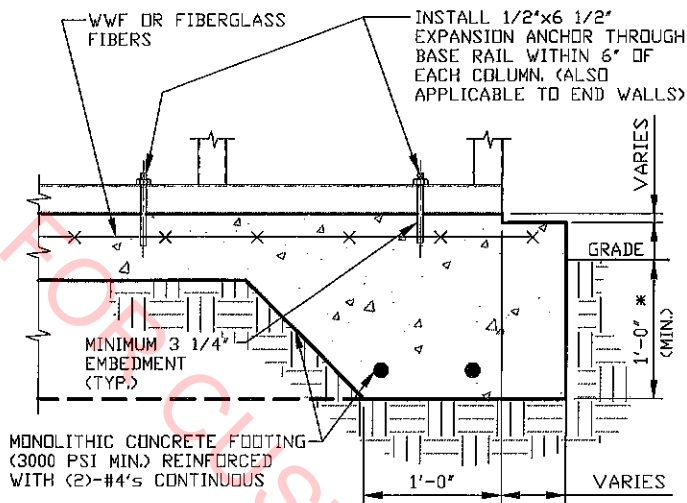 WWF OR FIBERGLASS
FIBERS
INSTALL 1/2"x6 1/2"
EXPANSION ANCHOR THROUGH
BASE RAIL WITHIN 6" OF
EACH COLUMN. (ALSO
APPLICABLE TO END WALLS)
VARIES
GRADE
1'-0" *
(MIN.)
MINIMUM 3 1/4"
EMBEDMENT
(TYP.)
MONOLITHIC CONCRETE FOOTING
(3000 PSI MIN.) REINFORCED
WITH (2)-#4's CONTINUOUS
1'-0"
VARIES
FOR CUS